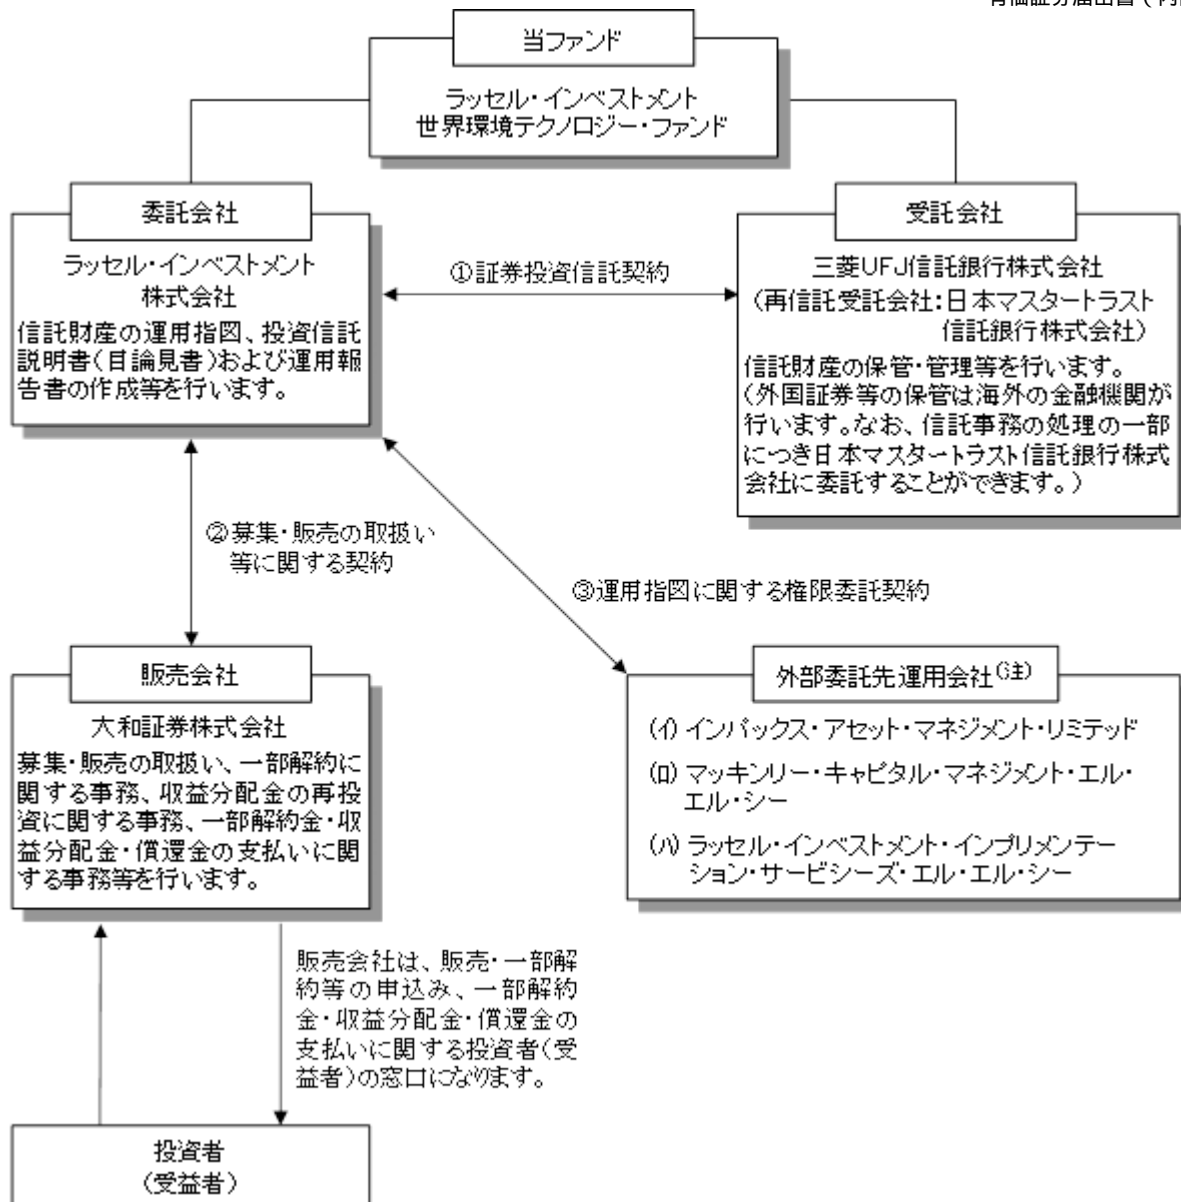 有価証券届出書（内
当ファンド
ラッセル・インベストメント
世界環境テクノロジー・ファンド
委託会社
ラッセル・インベストメント
株式会社
信託財産の運用指図、投資信託
説明書(目論見書)および運用報
告書の作成等を行います。
①証券投資信託契約
受託会社
三菱UFJ信託銀行株式会社
(再信託受託会社:日本マスタートラスト
信託銀行株式会社)
信託財産の保管・管理等を行います。
(外国証券等の保管は海外の金融機関が
行います。なお、信託事務の処理の一部
につき日本マスタートラスト信託銀行株式
会社に委託することができます。)
②募集・販売の取扱い
等に関する契約
③運用指図に関する権限委託契約
販売会社
大和証券株式会社
募集・販売の取扱い、一部解約に
関する事務、収益分配金の再投
資に関する事務、一部解約金・収
益分配金・償還金の支払いに関
する事務等を行います。
外部委託先運用会社(注)
(イ) インパックス・アセット・マネジメント・リミテッド
(ロ) マッキンリー・キャピタル・マネジメント・エル・
エル・シー
(ハ) ラッセル・インベストメント・インプリメンテー
ション・サービシーズ・エル・エル・シー
販売会社は、販売・一部解
約等の申込み、一部解約
金・収益分配金・償還金の
支払いに関する投資者(受
益者)の窓口になります。
投資者
(受益者)